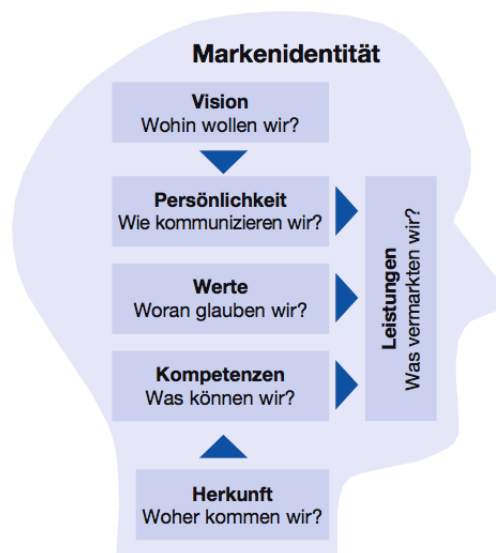 Markenidentität
Vision
Wohin wollen wir?
Persönlichkeit
Wie kommunizieren wir?
Werte
Woran glauben wir?
Kompetenzen
Was können wir?
Leistungen
Was vermarkten wir?
Herkunft
Woher kommen wir?